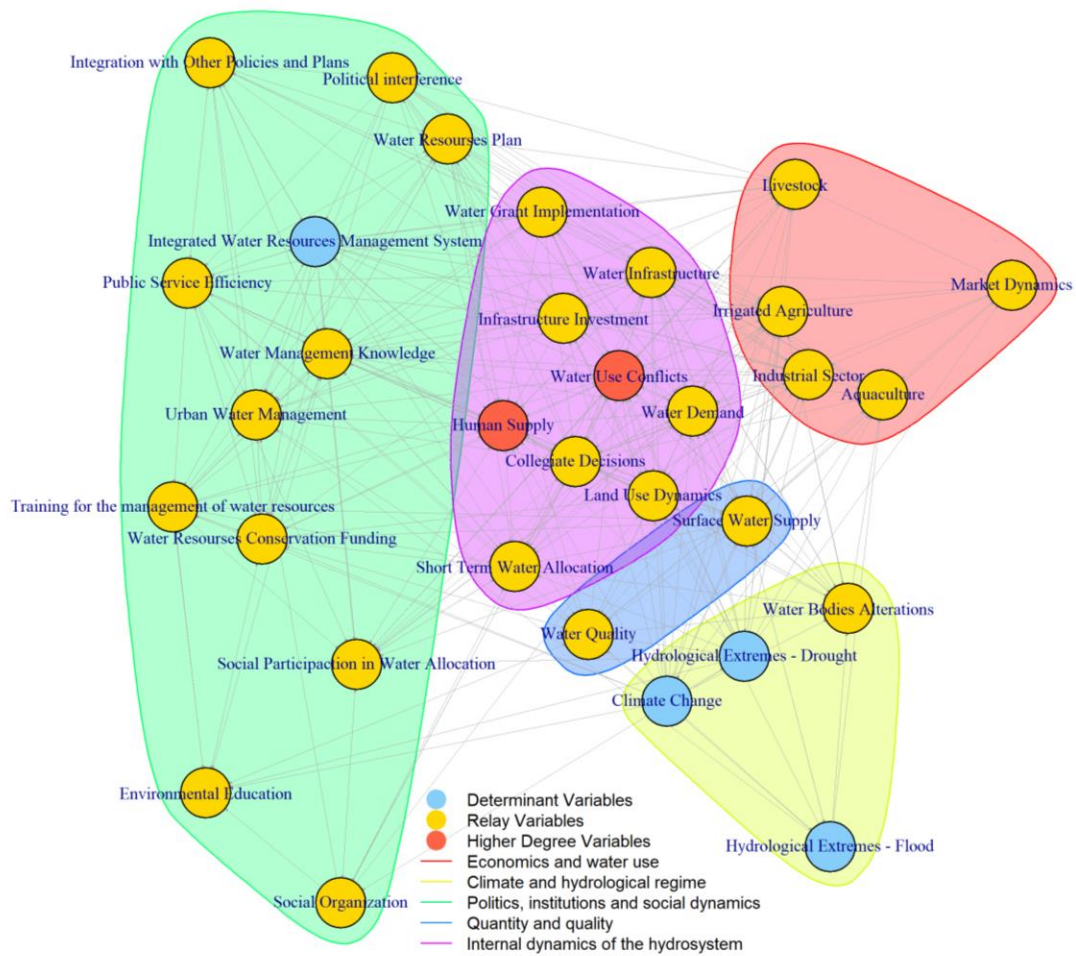 Integration with Other Policies and Plans
Political interference
Water Resourses Plan
Livestock
Water Grant Implementation
Integrated Water Resources Management System
Water Infrastructure
Public Service Efficiency
Market Dynamics
Irrigated Agriculture
Infrastructure Investment
Water Management Knowledge
Water Use Conflicts
Industrial Sector
Aquaculture
Urban Water Management
Water Demand
Human Supply
Collegiate Decisions
Land Use Dynamics
Training for the management of water resources
Surface Water Supply
Water Resourses Conservation Funding
Short Term Water Allocation
Water Bodies Alterations
Water Quality
Hydrological Extremes - Drought
Social Participaction in Water Allocation
Climate Change
Environmental Education
Hydrological Extremes - Flood
Social Organization
Determinant Variables
Relay Variables
Higher Degree Variables
Economics and water use
Climate and hydrological regime
Politics, institutions and social dynamics
Quantity and quality
Internal dynamics of the hydrosystem